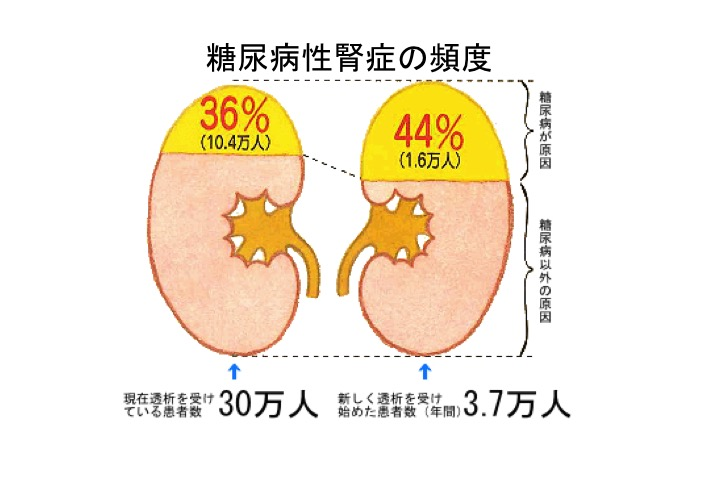 糖尿病性腎症の頻度
36%
(10.4万人)
44%
(1.6万人)
糖尿病が原因
糖尿病以外の原因
現在透析を受け
ている患者数
30万人
新しく透析を受け
始めた患者数（年間）
3.7万人